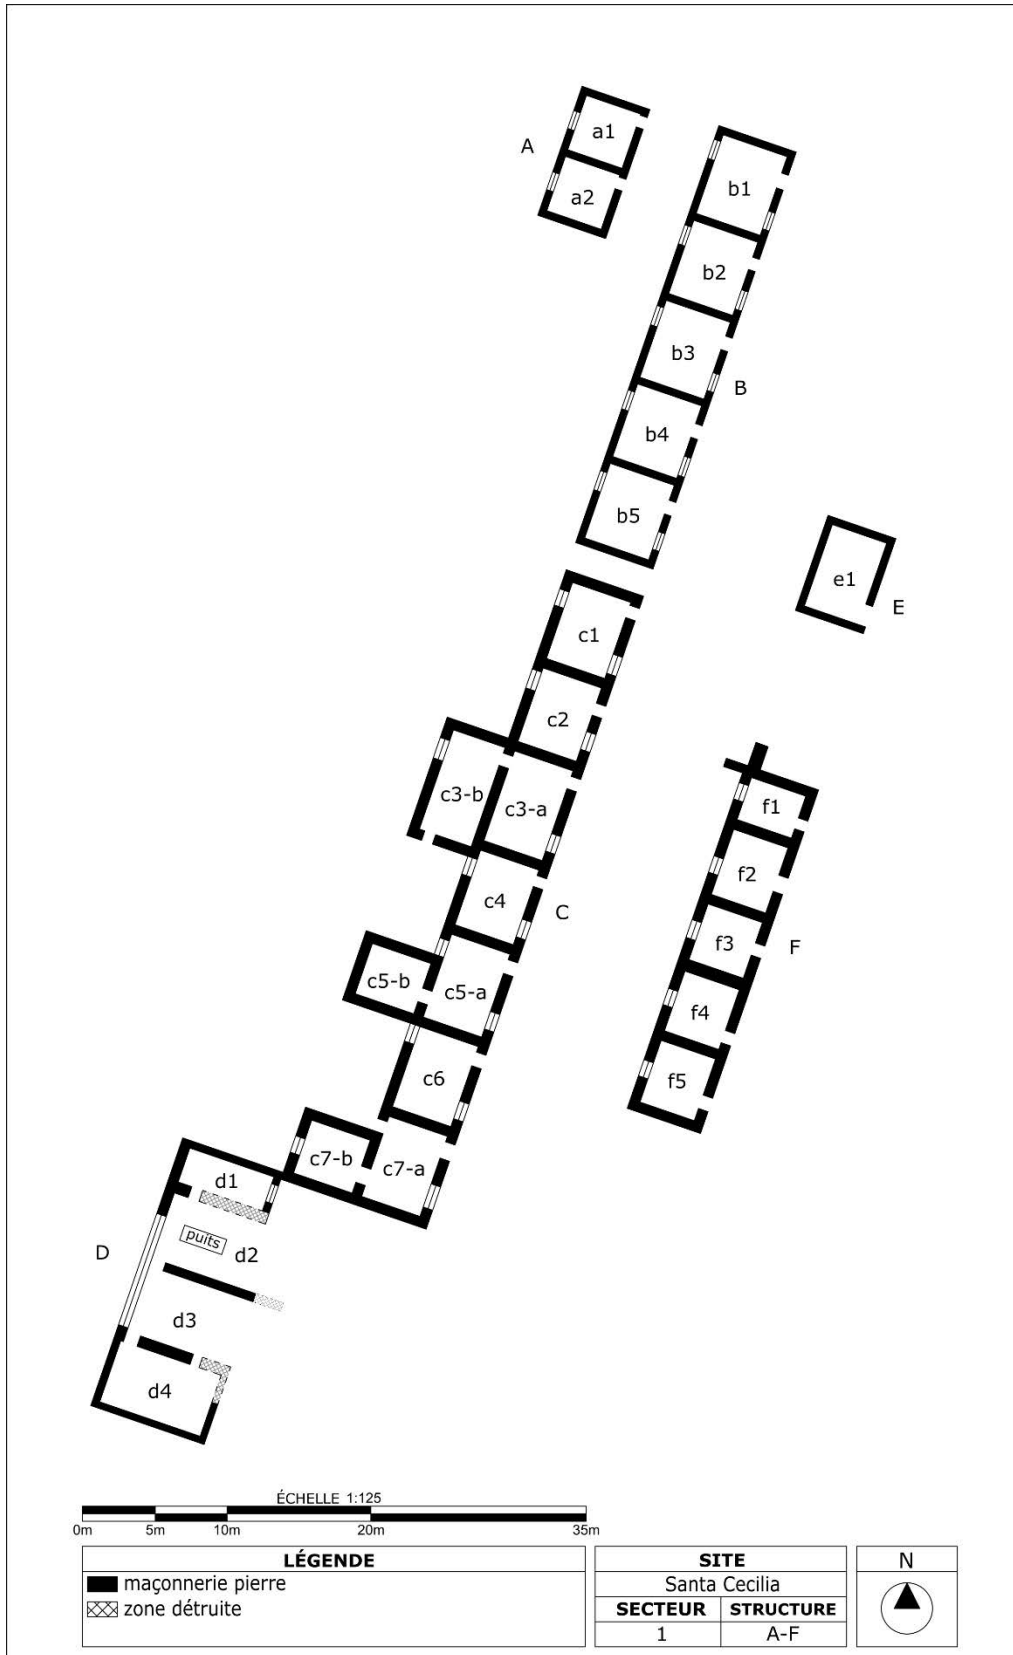 a1
A
a2
b1
b2
b3
B
b4
b5
e1
E
c1
c2
c3-b
c3-a
f1
f2
c4
C
f3
F
c5-b
c5-a
f4
c6
f5
c7-b
c7-a
d1
puits
D
d2
d3
d4
ÉCHELLE 1:125
0m 5m 10m 20m 35m
LÉGENDE
maçonnerie pierre
zone détruite
SITE
Santa Cecilia
SECTEUR STRUCTURE
1 A-F
N